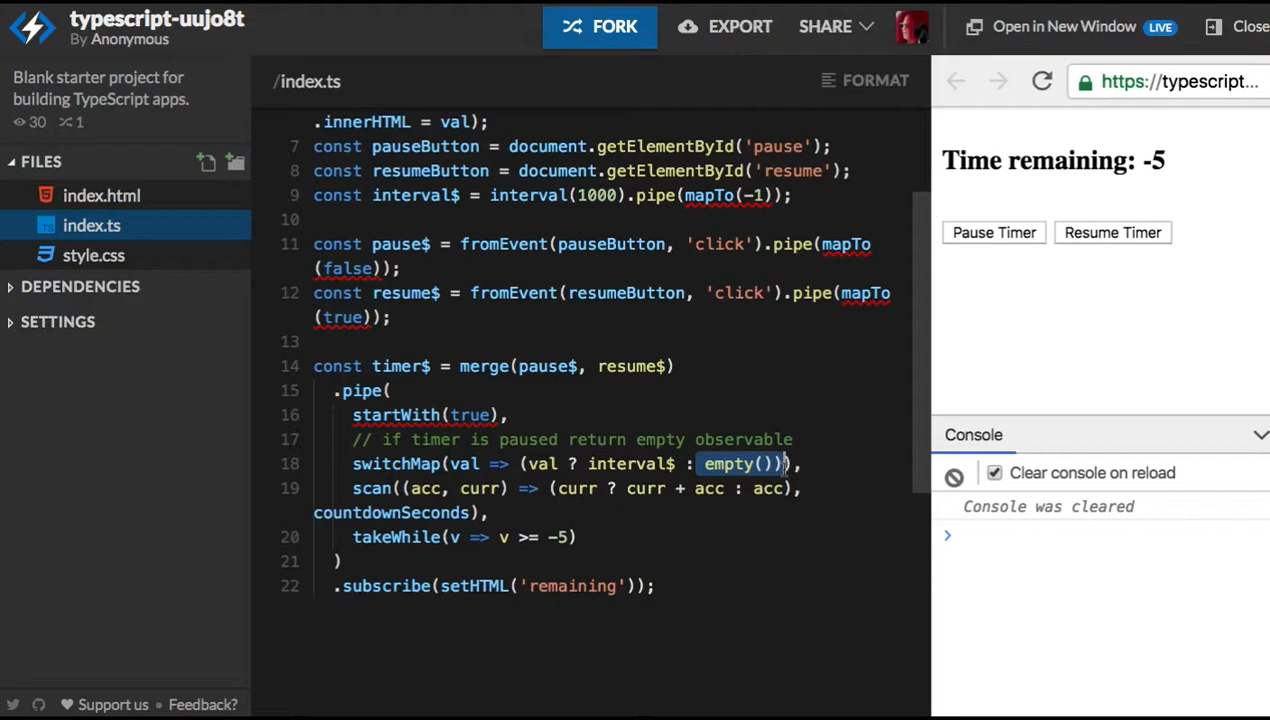 typescript-uujo8t
By Anonymous
FORK
EXPORT
SHARE
Open in New Window LIVE
Close
Blank starter project for
building TypeScript apps.
30 1
FILES
index.html
index.ts
style.css
DEPENDENCIES
SETTINGS
Support us • Feedback?
/index.ts
FORMAT
.innerHTML = val);
7 const pauseButton = document.getElementById('pause');
8 const resumeButton = document.getElementById('resume');
9 const interval$ = interval(1000).pipe(mapTo(-1));
10
11 const pause$ = fromEvent(pauseButton, 'click').pipe(mapTo
(false));
12 const resume$ = fromEvent(resumeButton, 'click').pipe(mapTo
(true));
13
14 const timer$ = merge(pause$, resume$)
15 .pipe(
16 startWith(true),
17 // if timer is paused return empty observable
18 switchMap(val => (val ? interval$ : empty())),
19 scan((acc, curr) => (curr ? curr + acc : acc),
countdownSeconds),
20 takeWhile(v => v >= -5)
21 )
22 .subscribe(setHTML('remaining'));
https://typescript...
Time remaining: -5
Pause Timer Resume Timer
Console
Clear console on reload
Console was cleared